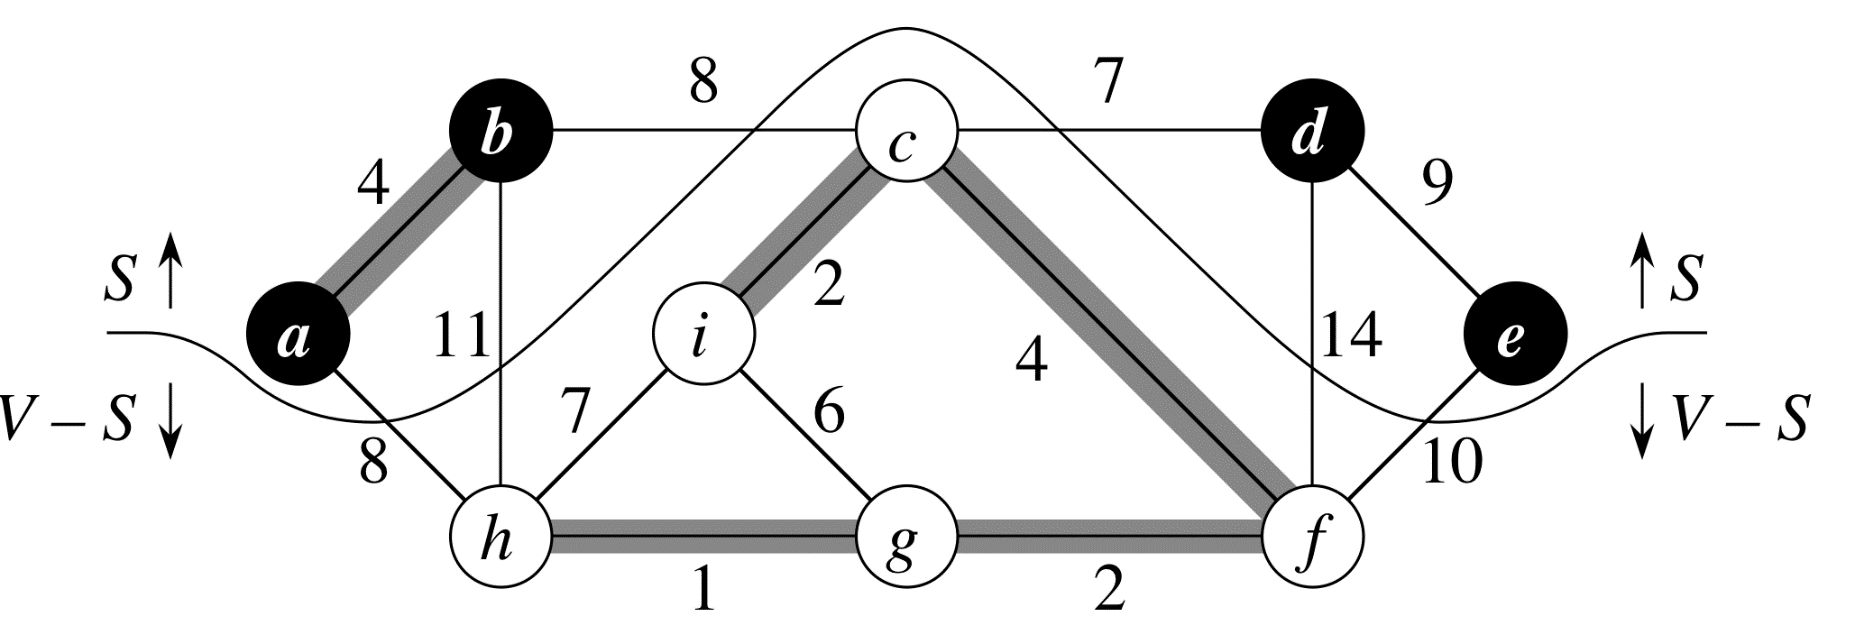 8 7
b c d
4 9
S ↑ 2 ↑ S
a 11 i 4 14 e
V – S ↓ 7 6 ↓ V – S
8 10
h g f
1 2